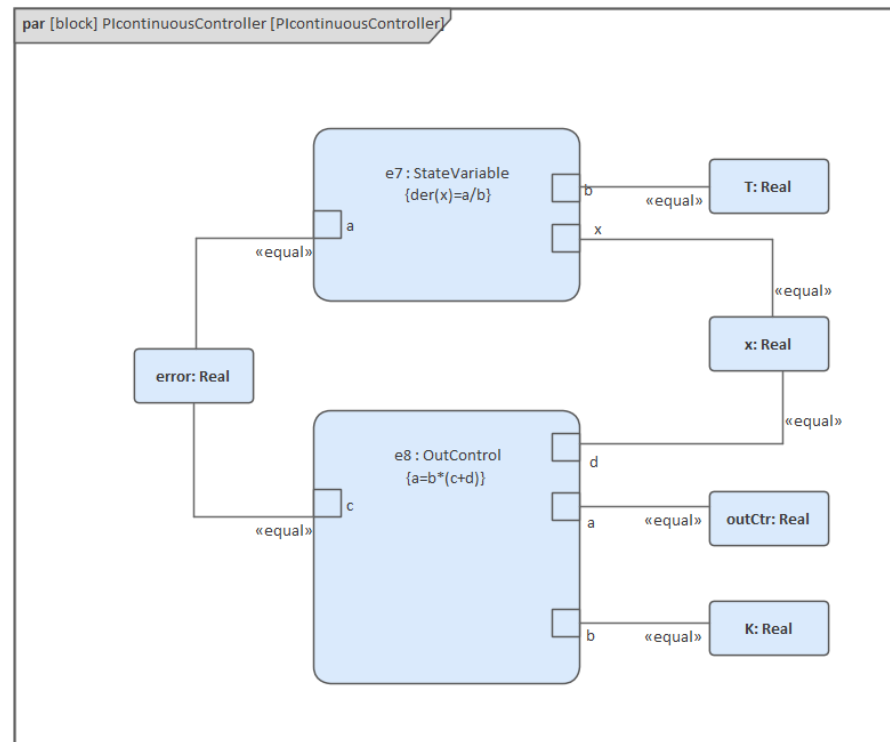 par [block] PIcontinuousController [PIcontinuousController]
e7 : StateVariable
{der(x)=a/b}
b
T: Real
«equal»
a
x
«equal»
«equal»
x: Real
error: Real
«equal»
e8 : OutControl
{a=b*(c+d)}
d
c
a
«equal»
outCtr: Real
«equal»
b
«equal»
K: Real